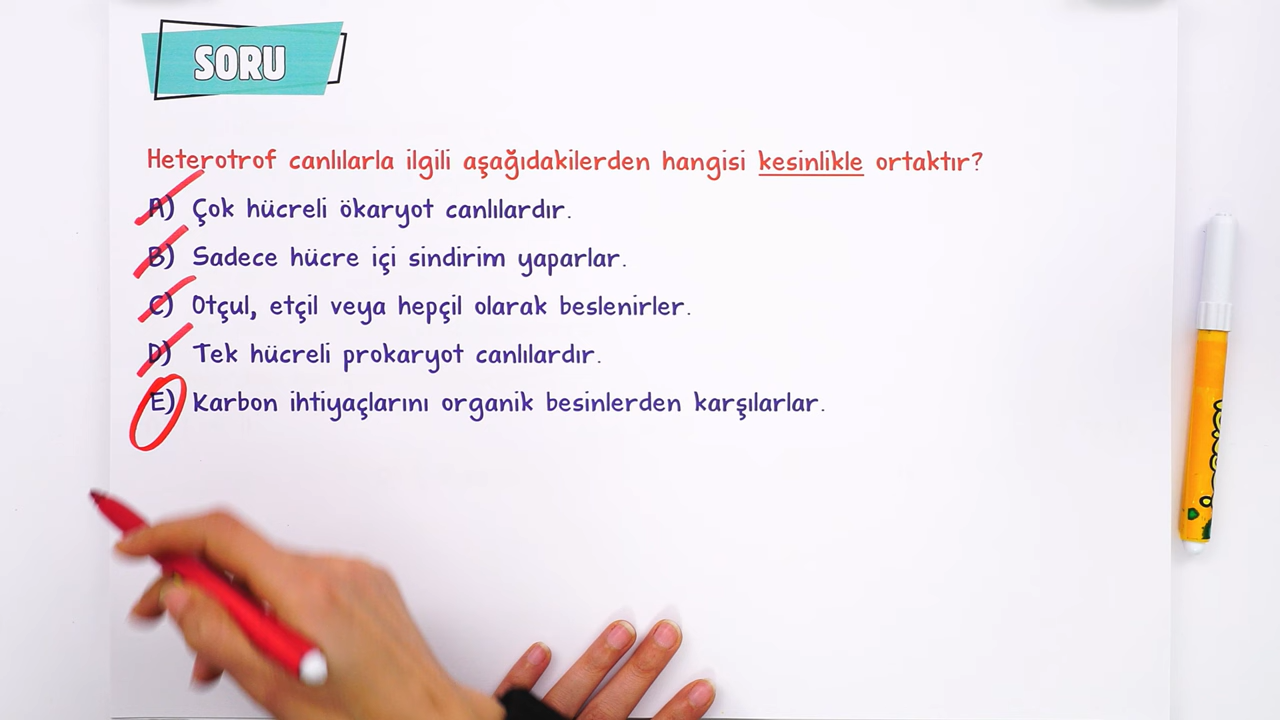 SORU
Heterotrof canlılarla ilgili aşağıdakilerden hangisi kesinlikle ortaktır?
A) Çok hücreli ökaryot canlılardır.
B) Sadece hücre içi sindirim yaparlar.
C) Otçul, etçil veya hepçil olarak beslenirler.
D) Tek hücreli prokaryot canlılardır.
E) Karbon ihtiyaçlarını organik besinlerden karşılarlar.